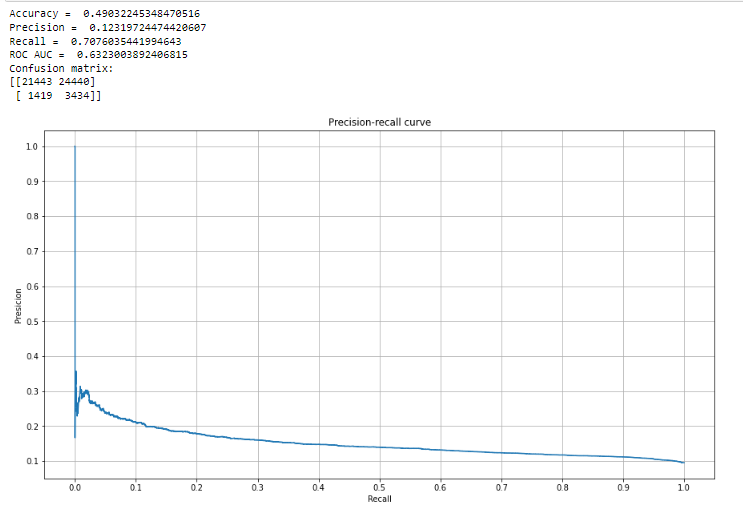 Accuracy =  0.49032245348470516
Precision =  0.12319724474420607
Recall =  0.7076035441994643
ROC AUC =  0.6323003892406815
Confusion matrix:
[[21443 24440]
 [ 1419  3434]]
Precision-recall curve
1.0
0.9
0.8
0.7
0.6
0.5
0.4
0.3
0.2
0.1
Presicion
0.0 0.1 0.2 0.3 0.4 0.5 0.6 0.7 0.8 0.9 1.0
Recall